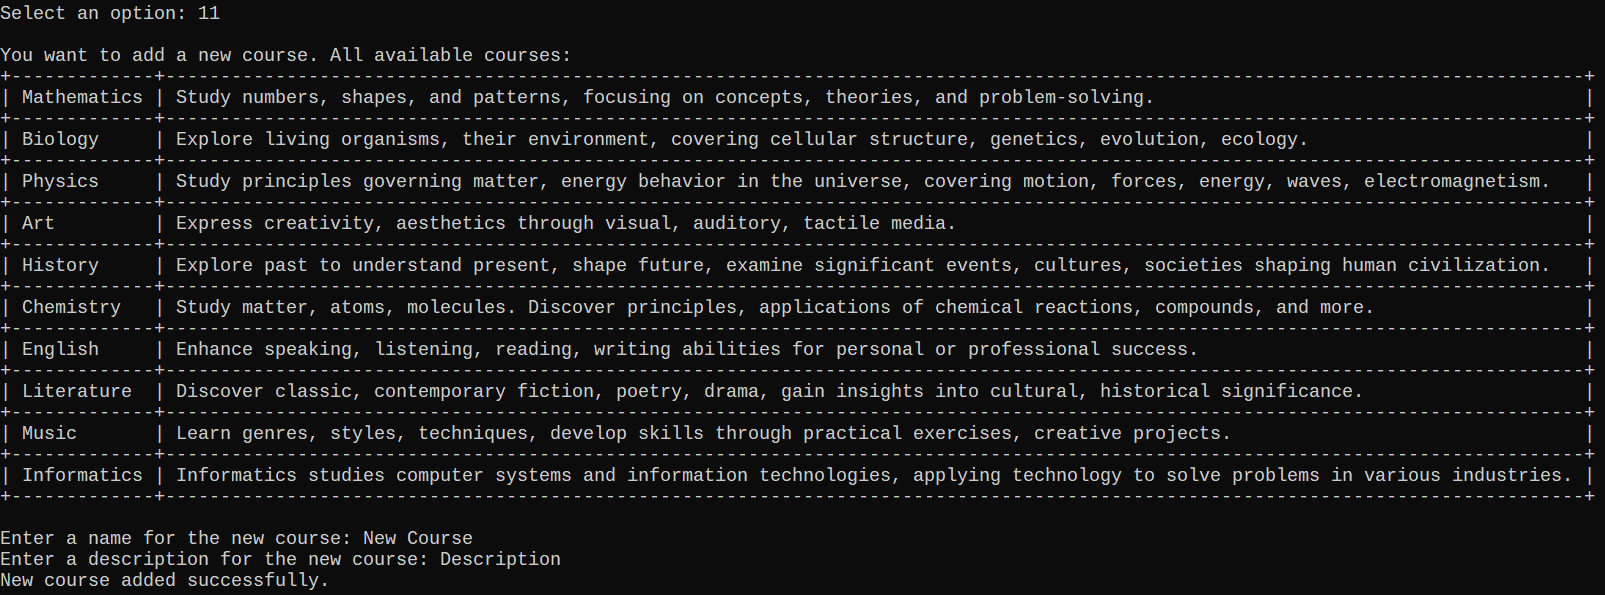 Select an option: 11
You want to add a new course. All available courses:
+-------------+---------------------------------------------------------------------------------------------------------------------------------+
| Mathematics | Study numbers, shapes, and patterns, focusing on concepts, theories, and problem-solving.                                       |
+-------------+---------------------------------------------------------------------------------------------------------------------------------+
| Biology     | Explore living organisms, their environment, covering cellular structure, genetics, evolution, ecology.                         |
+-------------+---------------------------------------------------------------------------------------------------------------------------------+
| Physics     | Study principles governing matter, energy behavior in the universe, covering motion, forces, energy, waves, electromagnetism.   |
+-------------+---------------------------------------------------------------------------------------------------------------------------------+
| Art         | Express creativity, aesthetics through visual, auditory, tactile media.                                                         |
+-------------+---------------------------------------------------------------------------------------------------------------------------------+
| History     | Explore past to understand present, shape future, examine significant events, cultures, societies shaping human civilization.   |
+-------------+---------------------------------------------------------------------------------------------------------------------------------+
| Chemistry   | Study matter, atoms, molecules. Discover principles, applications of chemical reactions, compounds, and more.                   |
+-------------+---------------------------------------------------------------------------------------------------------------------------------+
| English     | Enhance speaking, listening, reading, writing abilities for personal or professional success.                                   |
+-------------+---------------------------------------------------------------------------------------------------------------------------------+
| Literature  | Discover classic, contemporary fiction, poetry, drama, gain insights into cultural, historical significance.                    |
+-------------+---------------------------------------------------------------------------------------------------------------------------------+
| Music       | Learn genres, styles, techniques, develop skills through practical exercises, creative projects.                                |
+-------------+---------------------------------------------------------------------------------------------------------------------------------+
| Informatics | Informatics studies computer systems and information technologies, applying technology to solve problems in various industries. |
+-------------+---------------------------------------------------------------------------------------------------------------------------------+
Enter a name for the new course: New Course
Enter a description for the new course: Description
New course added successfully.